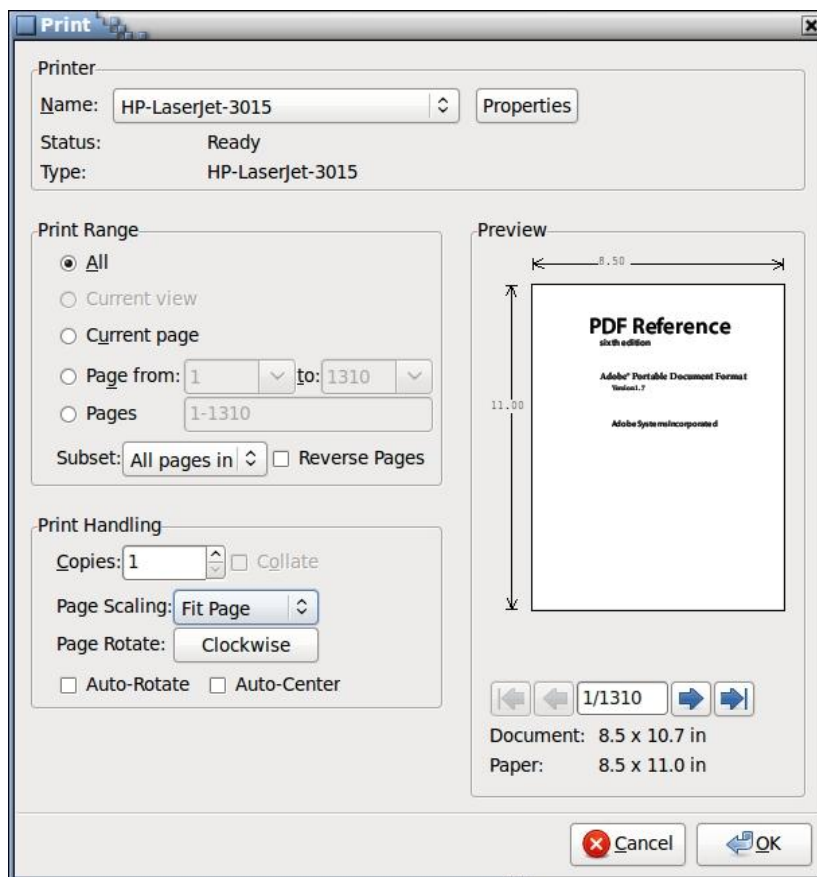 Print
Printer
Name: HP-LaserJet-3015 Properties
Status: Ready
Type: HP-LaserJet-3015
Print Range
All
Current view
Current page
Page from: 1 to: 1310
Pages 1-1310
Subset: All pages in Reverse Pages
Print Handling
Copies: 1 Collate
Page Scaling: Fit Page
Page Rotate: Clockwise
Auto-Rotate Auto-Center
Preview
8.50
11.00
PDF Reference
sixth edition
Adobe® Portable Document Format
Version 1.7
Adobe Systems Incorporated
1/1310
Document: 8.5 x 10.7 in
Paper: 8.5 x 11.0 in
Cancel OK